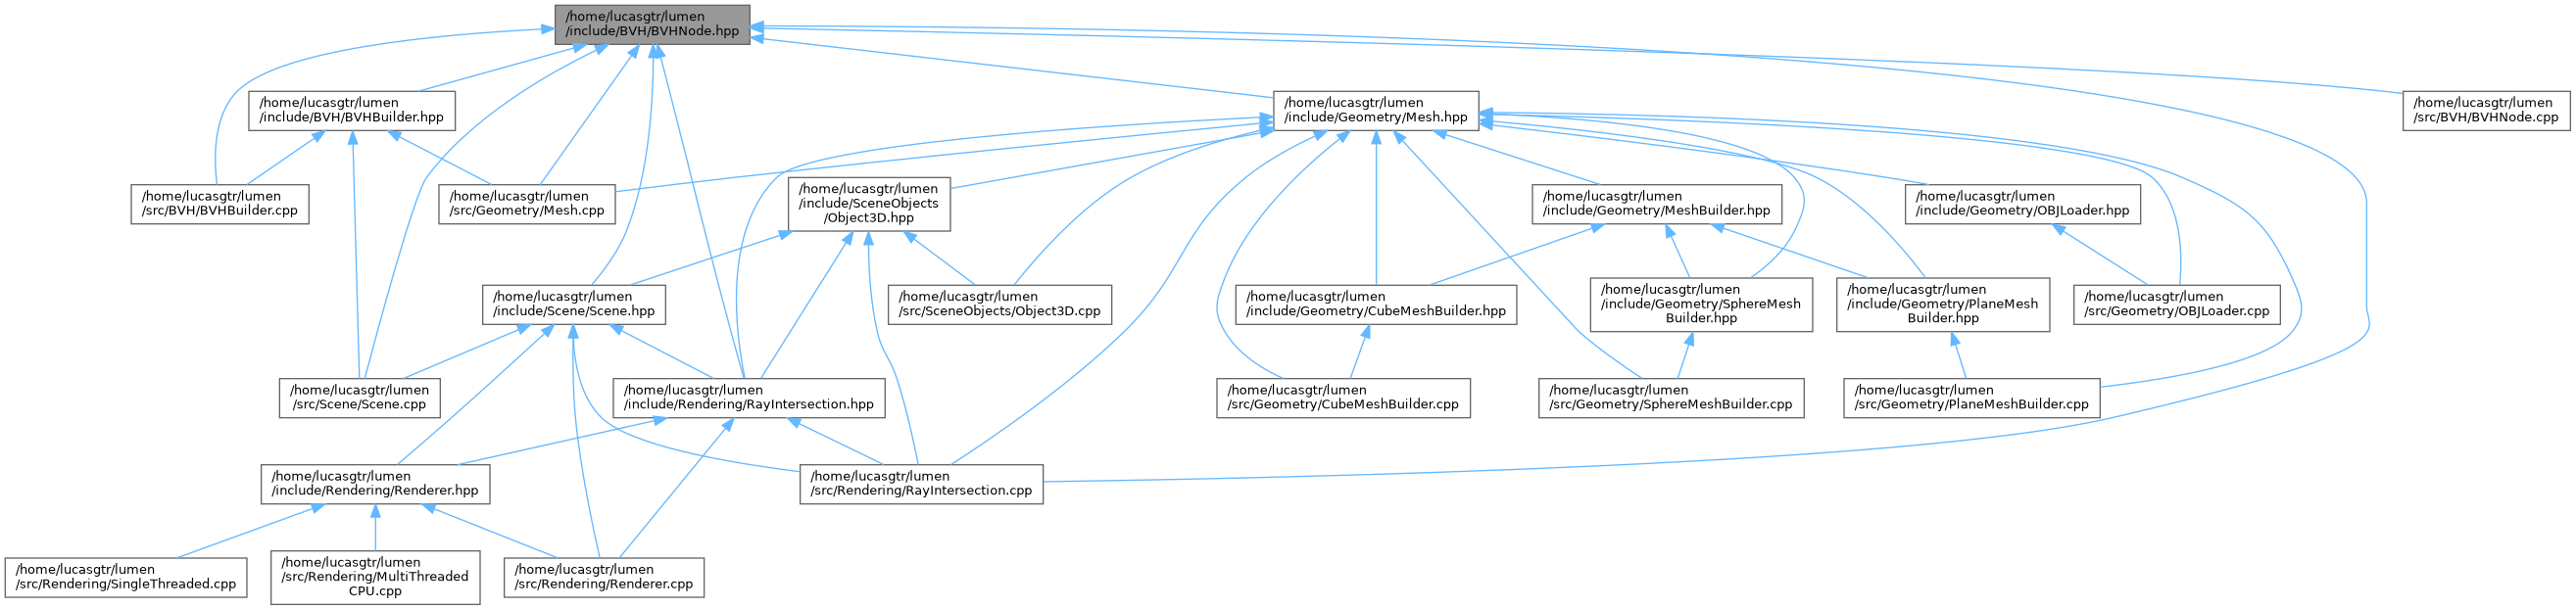 /home/lucasgtr/lumen
/include/BVH/BVHNode.hpp
/home/lucasgtr/lumen
/include/BVH/BVHBuilder.hpp
/home/lucasgtr/lumen
/include/Geometry/Mesh.hpp
/home/lucasgtr/lumen
/src/BVH/BVHNode.cpp
/home/lucasgtr/lumen
/src/BVH/BVHBuilder.cpp
/home/lucasgtr/lumen
/src/Geometry/Mesh.cpp
/home/lucasgtr/lumen
/include/SceneObjects
/Object3D.hpp
/home/lucasgtr/lumen
/include/Geometry/MeshBuilder.hpp
/home/lucasgtr/lumen
/include/Geometry/OBJLoader.hpp
/home/lucasgtr/lumen
/include/Scene/Scene.hpp
/home/lucasgtr/lumen
/src/SceneObjects/Object3D.cpp
/home/lucasgtr/lumen
/include/Geometry/CubeMeshBuilder.hpp
/home/lucasgtr/lumen
/include/Geometry/SphereMesh
Builder.hpp
/home/lucasgtr/lumen
/include/Geometry/PlaneMesh
Builder.hpp
/home/lucasgtr/lumen
/src/Geometry/OBJLoader.cpp
/home/lucasgtr/lumen
/src/Scene/Scene.cpp
/home/lucasgtr/lumen
/include/Rendering/RayIntersection.hpp
/home/lucasgtr/lumen
/src/Geometry/CubeMeshBuilder.cpp
/home/lucasgtr/lumen
/src/Geometry/SphereMeshBuilder.cpp
/home/lucasgtr/lumen
/src/Geometry/PlaneMeshBuilder.cpp
/home/lucasgtr/lumen
/include/Rendering/Renderer.hpp
/home/lucasgtr/lumen
/src/Rendering/RayIntersection.cpp
/home/lucasgtr/lumen
/src/Rendering/SingleThreaded.cpp
/home/lucasgtr/lumen
/src/Rendering/MultiThreaded
CPU.cpp
/home/lucasgtr/lumen
/src/Rendering/Renderer.cpp